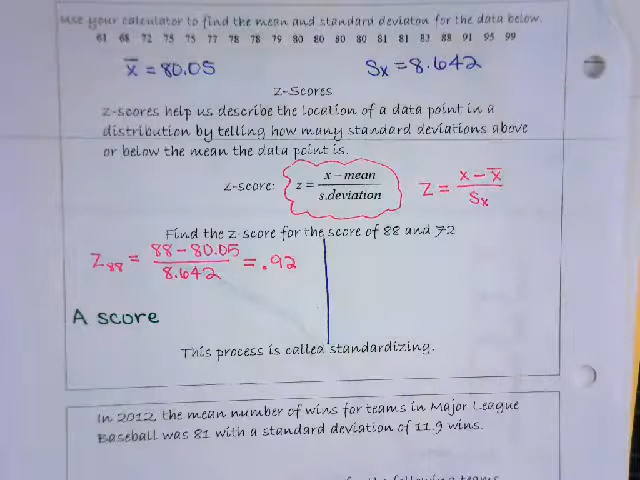 use your calculator to find the mean and standard deviaton for the data below.
61 68 72 75 75 77 78 78 79 80 80 80 80 81 81 83 88 91 95 99
x̅ = 80.05 Sx = 8.642
z-Scores
z-scores help us describe the location of a data point in a
distribution by telling how many standard deviations above
or below the mean the data point is.
z-score: z = x - mean / s.deviation Z = x - x̅ / Sx
Find the z-score for the score of 88 and 72
Z88 = 88 - 80.05 / 8.642 = .92
A score
This process is called standardizing.
In 2012, the mean number of wins for teams in Major League
Baseball was 81 with a standard deviation of 11.9 wins.
the following teams